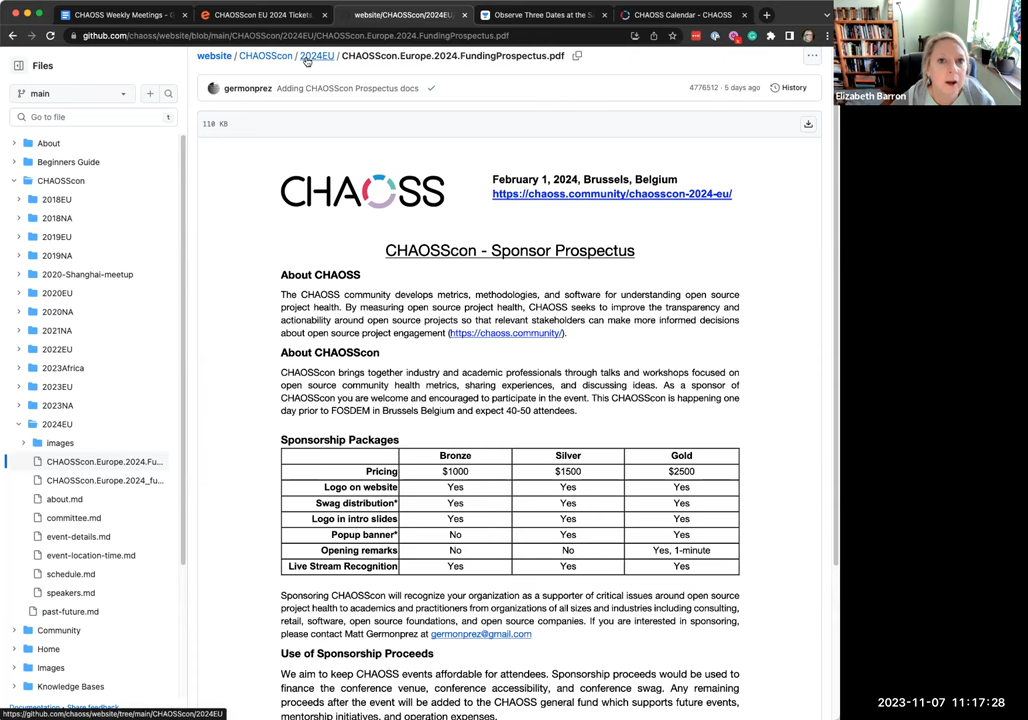 CHAOSS Weekly Meetings -
CHAOSScon EU 2024 Tickets
website/CHAOSScon/2024EU/
Observe Three Dates at the S
CHAOSS Calendar - CHAOSS
github.com/chaoss/website/blob/main/CHAOSScon/2024EU/CHAOSScon.Europe.2024.FundingProspectus.pdf
Files
main
Go to file
t
About
Beginners Guide
CHAOSScon
2018EU
2018NA
2019EU
2019NA
2020-Shanghai-meetup
2020EU
2020NA
2021NA
2022EU
2023Africa
2023EU
2023NA
2024EU
images
CHAOSScon.Europe.2024.Fu...
CHAOSScon.Europe.2024_fu...
about.md
committee.md
event-details.md
event-location-time.md
schedule.md
speakers.md
past-future.md
Community
Home
Images
Knowledge Bases
Documentation • Share feedback
https://github.com/chaoss/website/tree/main/CHAOSScon/2024EU
website / CHAOSScon / 2024EU / CHAOSScon.Europe.2024.FundingProspectus.pdf
germonprez Adding CHAOSScon Prospectus docs
4776512 · 5 days ago History
110 KB
CHAOSS
February 1, 2024, Brussels, Belgium
https://chaoss.community/chaosscon-2024-eu/
CHAOSScon - Sponsor Prospectus
About CHAOSS
The CHAOSS community develops metrics, methodologies, and software for understanding open source
project health. By measuring open source project health, CHAOSS seeks to improve the transparency and
actionability around open source projects so that relevant stakeholders can make more informed decisions
about open source project engagement (https://chaoss.community/).
About CHAOSScon
CHAOSScon brings together industry and academic professionals through talks and workshops focused on
open source community health metrics, sharing experiences, and discussing ideas. As a sponsor of
CHAOSScon you are welcome and encouraged to participate in the event. This CHAOSScon is happening one
day prior to FOSDEM in Brussels Belgium and expect 40-50 attendees.
Sponsorship Packages
Bronze Silver Gold
Pricing $1000 $1500 $2500
Logo on website Yes Yes Yes
Swag distribution* Yes Yes Yes
Logo in intro slides Yes Yes Yes
Popup banner* No Yes Yes
Opening remarks No No Yes, 1-minute
Live Stream Recognition Yes Yes Yes
Sponsoring CHAOSScon will recognize your organization as a supporter of critical issues around open source
project health to academics and practitioners from organizations of all sizes and industries including consulting,
retail, software, open source foundations, and open source companies. If you are interested in sponsoring,
please contact Matt Germonprez at germonprez@gmail.com
Use of Sponsorship Proceeds
We aim to keep CHAOSS events affordable for attendees. Sponsorship proceeds would be used to
finance the conference venue, conference accessibility, and conference swag. Any remaining
proceeds after the event will be added to the CHAOSS general fund which supports future events,
mentorship initiatives, and operation expenses.
Elizabeth Barron
2023-11-07 11:17:28